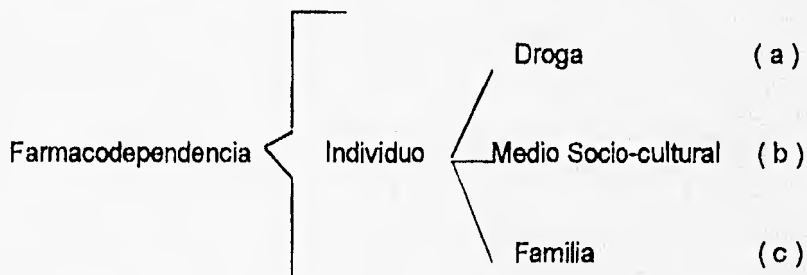 Droga ( a )
Farmacodependencia Individuo Medio Socio-cultural ( b )
Familia ( c )